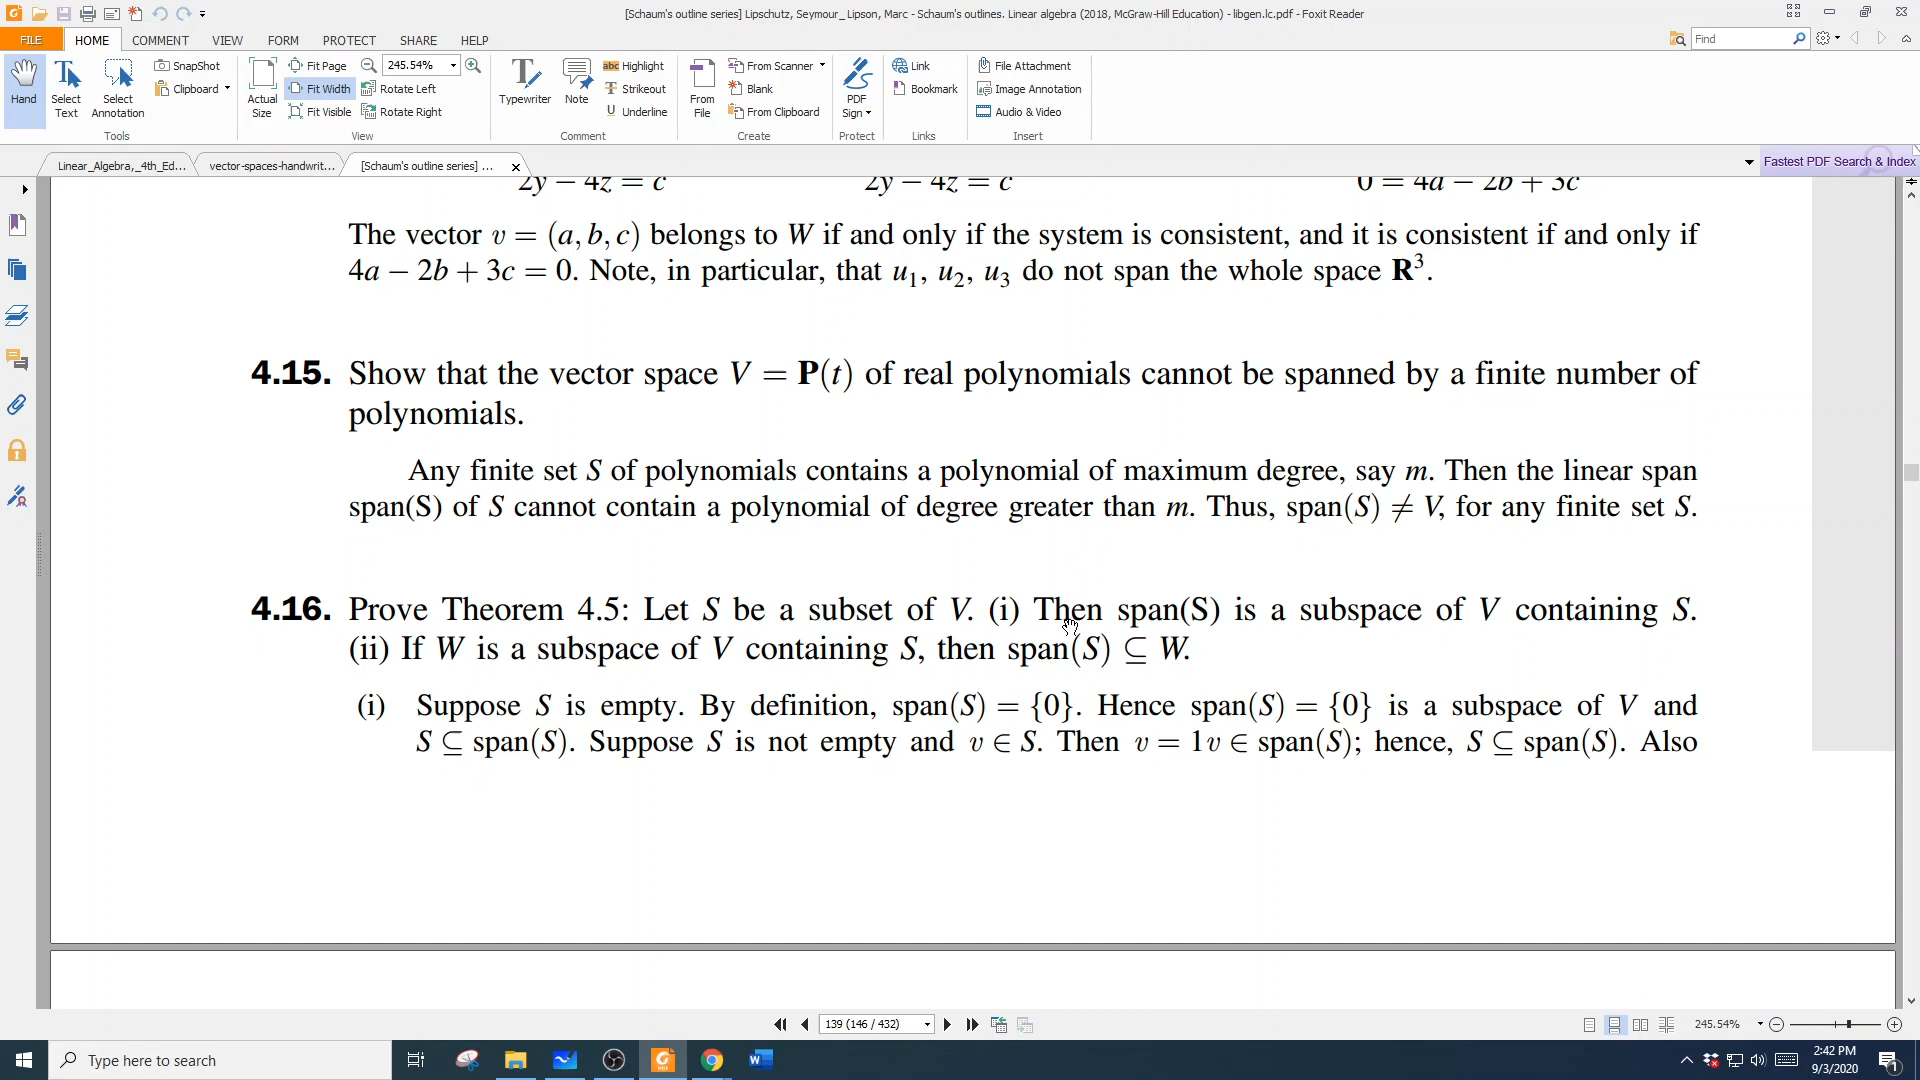 [Schaum's outline series] Lipschutz, Seymour_ Lipson, Marc - Schaum's outlines. Linear algebra (2018, McGraw-Hill Education) - libgen.lc.pdf - Foxit Reader
FILE HOME COMMENT VIEW FORM PROTECT SHARE HELP
Find
Hand
Select Text
Select Annotation
SnapShot
Clipboard
Tools
Actual Size
Fit Page
Fit Width
Fit Visible
245.54%
Rotate Left
Rotate Right
View
Typewriter
Note
Highlight
Strikeout
Underline
Comment
From File
From Scanner
Blank
From Clipboard
Create
PDF Sign
Protect
Link
Bookmark
Links
File Attachment
Image Annotation
Audio & Video
Insert
Linear_Algebra,_4th_Ed...
vector-spaces-handwrit...
[Schaum's outline series] ...
Fastest PDF Search & Index
2y − 4z = c 2y − 4z = c 0 = 4a − 2b + 3c
The vector v = (a, b, c) belongs to W if and only if the system is consistent, and it is consistent if and only if
4a − 2b + 3c = 0. Note, in particular, that u₁, u₂, u₃ do not span the whole space R³.
4.15. Show that the vector space V = P(t) of real polynomials cannot be spanned by a finite number of
polynomials.
Any finite set S of polynomials contains a polynomial of maximum degree, say m. Then the linear span
span(S) of S cannot contain a polynomial of degree greater than m. Thus, span(S) ≠ V, for any finite set S.
4.16. Prove Theorem 4.5: Let S be a subset of V. (i) Then span(S) is a subspace of V containing S.
(ii) If W is a subspace of V containing S, then span(S) ⊆ W.
(i) Suppose S is empty. By definition, span(S) = {0}. Hence span(S) = {0} is a subspace of V and
S ⊆ span(S). Suppose S is not empty and v ∈ S. Then v = 1v ∈ span(S); hence, S ⊆ span(S). Also
139 (146 / 432)
245.54%
Type here to search
2:42 PM
9/3/2020